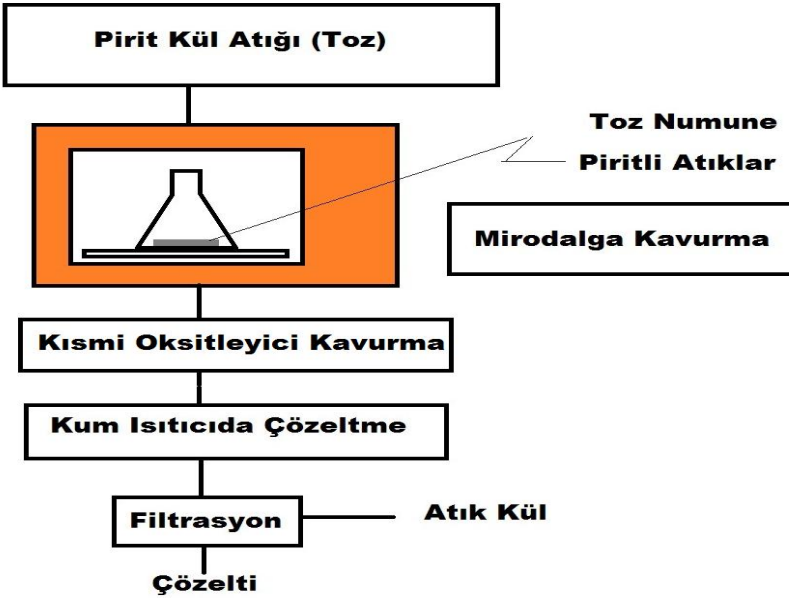 Pirit Kül Atığı (Toz)
Toz Numune
Piritli Atıklar
Mirodalga Kavurma
Kısmi Oksitleyici Kavurma
Kum Isıtıcıda Çözeltme
Filtrasyon
Atık Kül
Çözelti